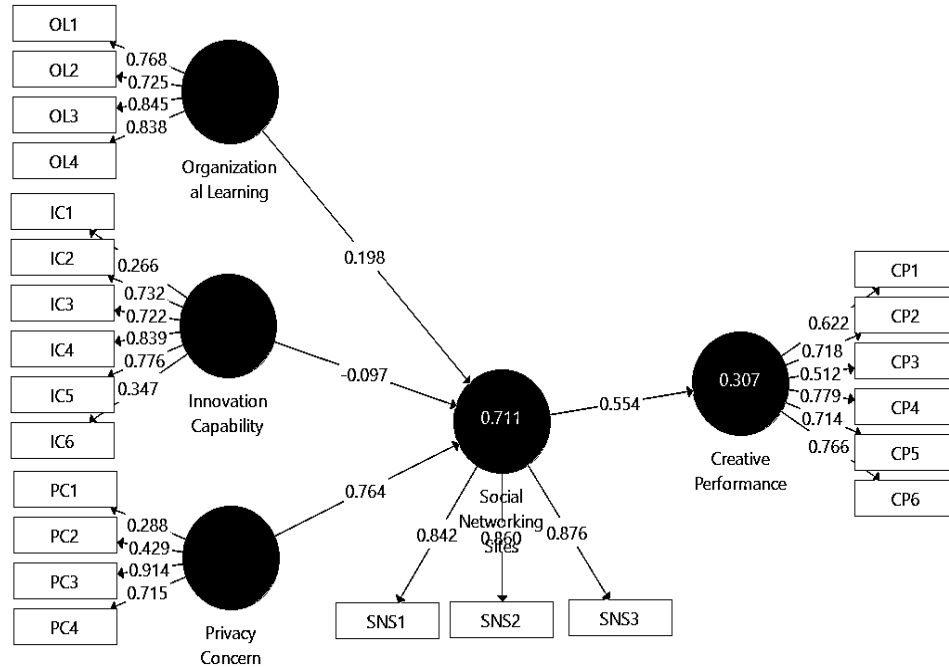 OL1
0.768
OL2
0.725
OL3
0.845
OL4
0.838
Organization
al Learning
IC1
0.266
IC2
0.732
IC3
0.722
IC4
0.839
IC5
0.776
IC6
0.347
Innovation
Capability
PC1
0.288
PC2
0.429
PC3
0.914
PC4
0.715
Privacy
Concern
0.198
-0.097
0.764
0.711
Social
Networking
Sites
0.842
0.860
0.876
SNS1
SNS2
SNS3
0.554
0.307
Creative
Performance
0.622
0.718
0.512
0.779
0.714
0.766
CP1
CP2
CP3
CP4
CP5
CP6